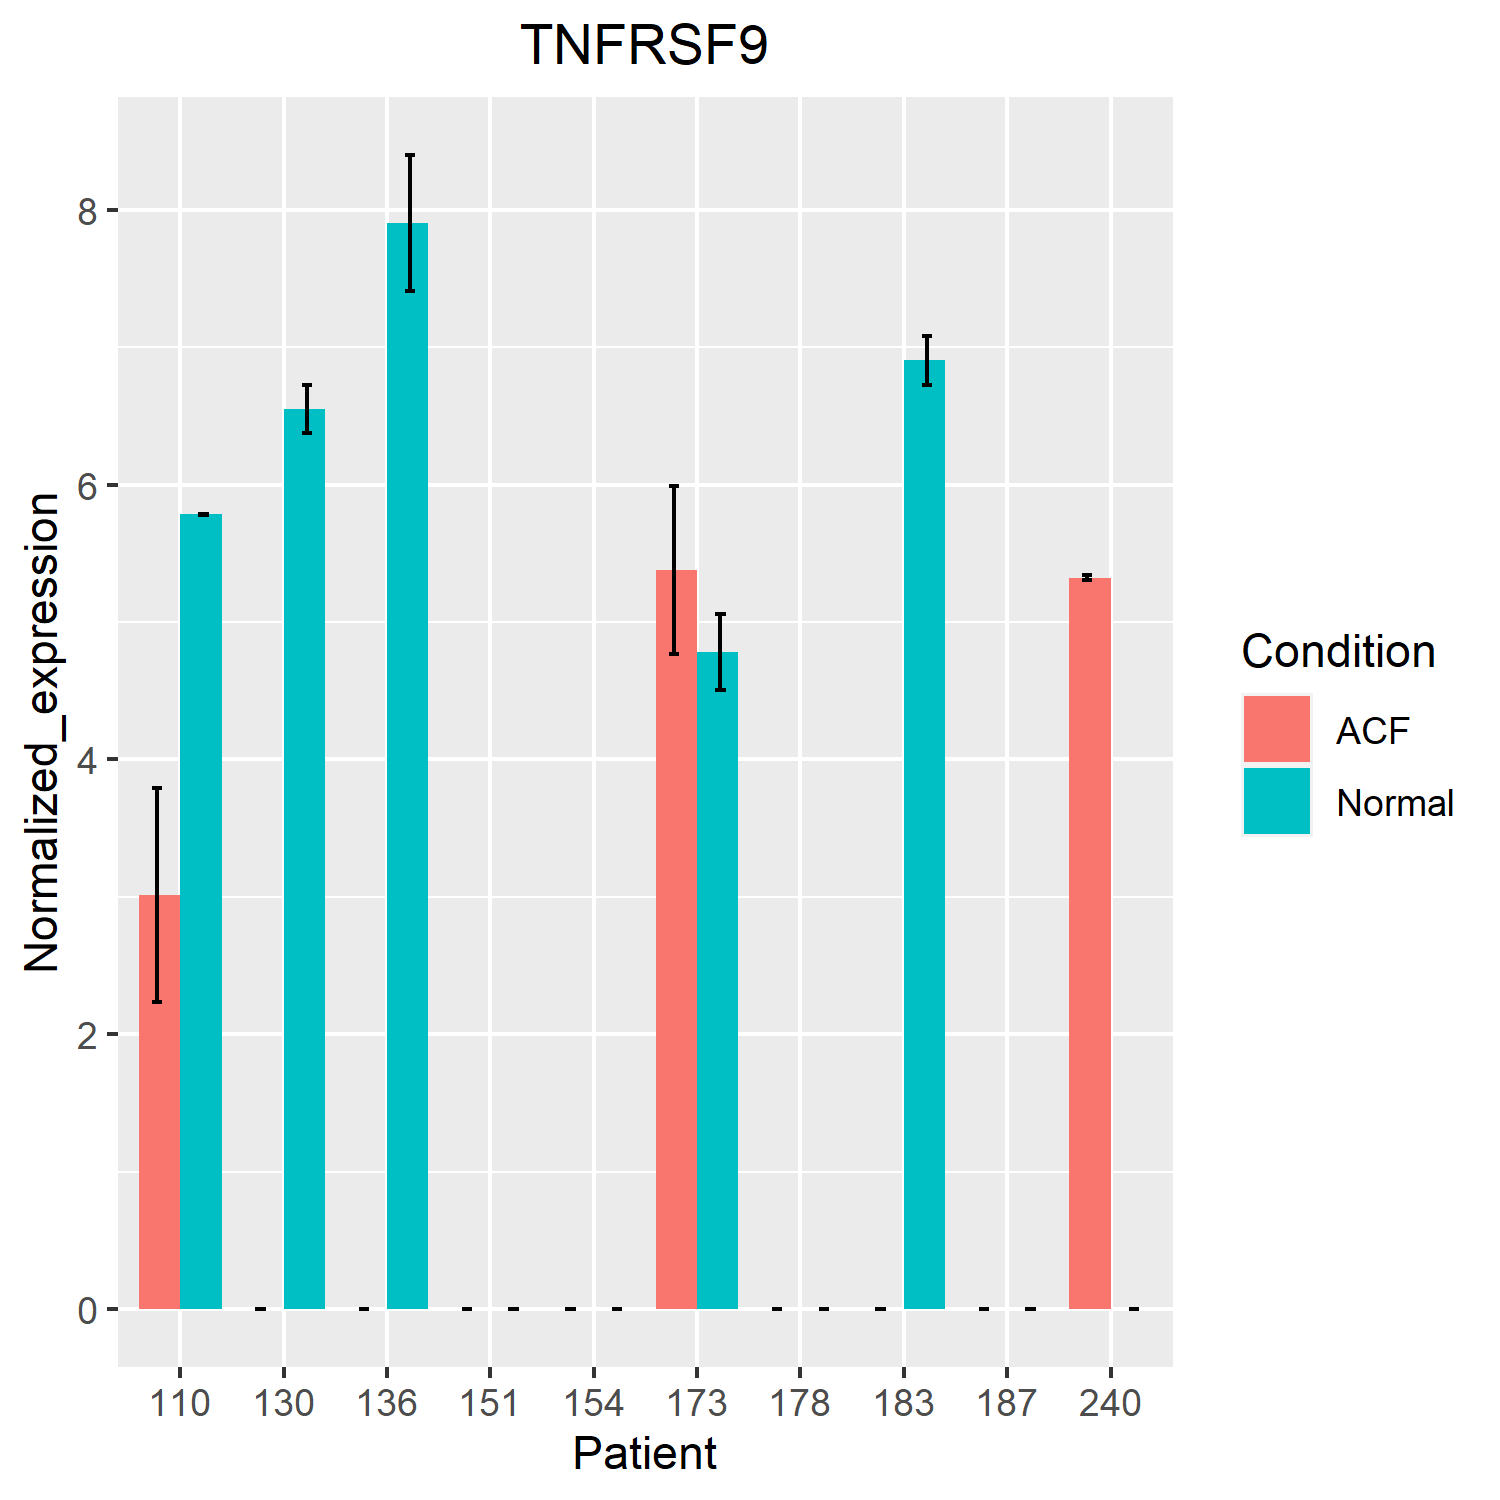 TNFRSF9
Normalized_expression
8
6
4
2
0
110 130 136 151 154 173 178 183 187 240
Patient
Condition
ACF
Normal